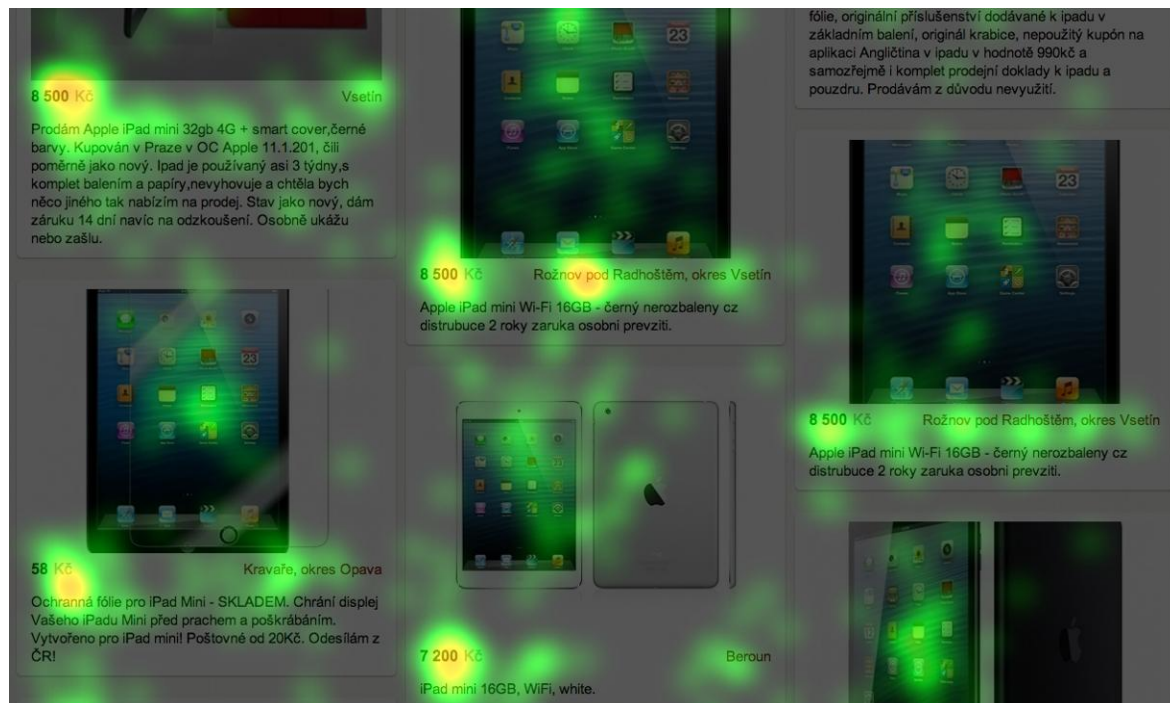 8 500 Kč
Vsetín
Prodám Apple iPad mini 32gb 4G + smart cover,černé
barvy. Kupován v Praze v OC Apple 11.1.201, čili
poměrně jako nový. Ipad je používaný asi 3 týdny,s
komplet balením a papíry,nevyhovuje a chtěla bych
něco jiného tak nabízím na prodej. Stav jako nový, dám
záruku 14 dní navíc na odzkoušení. Osobně ukážu
nebo zašlu.
23
58 Kč
Kravaře, okres Opava
Ochranná fólie pro iPad Mini - SKLADEM. Chrání displej
Vašeho iPadu Mini před prachem a poškrábáním.
Vytvořeno pro iPad mini! Poštovné od 20Kč. Odesílám z
ČR!
23
8 500 Kč
Rožnov pod Radhoštěm, okres Vsetín
Apple iPad mini Wi-Fi 16GB - černý nerozbaleny cz
distrubuce 2 roky zaruka osobni prevziti.
7 200 Kč
Beroun
iPad mini 16GB, WiFi, white.
fólie, originální příslušenství dodávané k ipadu v
základním balení, originál krabice, nepoužitý kupón na
aplikaci Angličtina v ipadu v hodnotě 990kč a
samozřejmě i komplet prodejní doklady k ipadu a
pouzdru. Prodávám z důvodu nevyužití.
23
8 500 Kč
Rožnov pod Radhoštěm, okres Vsetín
Apple iPad mini Wi-Fi 16GB - černý nerozbaleny cz
distrubuce 2 roky zaruka osobni prevziti.